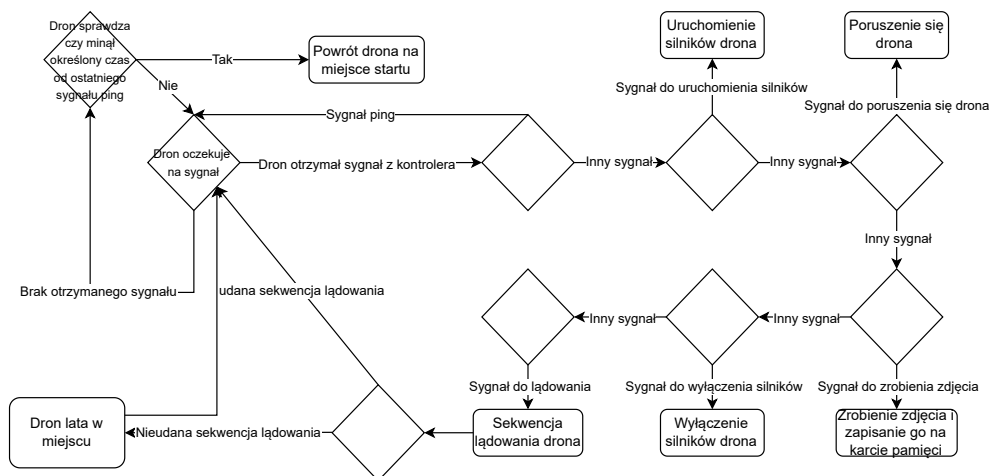 Dron sprawdza
czy minął
określony czas
od ostatniego
sygnału ping
Tak
Powrót drona na
miejsce startu
Nie
Uruchomienie
silników drona
Poruszenie się
drona
Sygnał do uruchomienia silników
Sygnał do poruszenia się drona
Sygnał ping
Dron oczekuje
na sygnał
Dron otrzymał sygnał z kontrolera
Inny sygnał
Inny sygnał
Inny sygnał
Brak otrzymanego sygnału
udana sekwencja lądowania
Inny sygnał
Inny sygnał
Sygnał do lądowania
Sygnał do wyłączenia silników
Sygnał do zrobienia zdjęcia
Dron lata w
miejscu
Nieudana sekwencja lądowania
Sekwencja
lądowania drona
Wyłączenie
silników drona
Zrobienie zdjęcia i
zapisanie go na
karcie pamięci